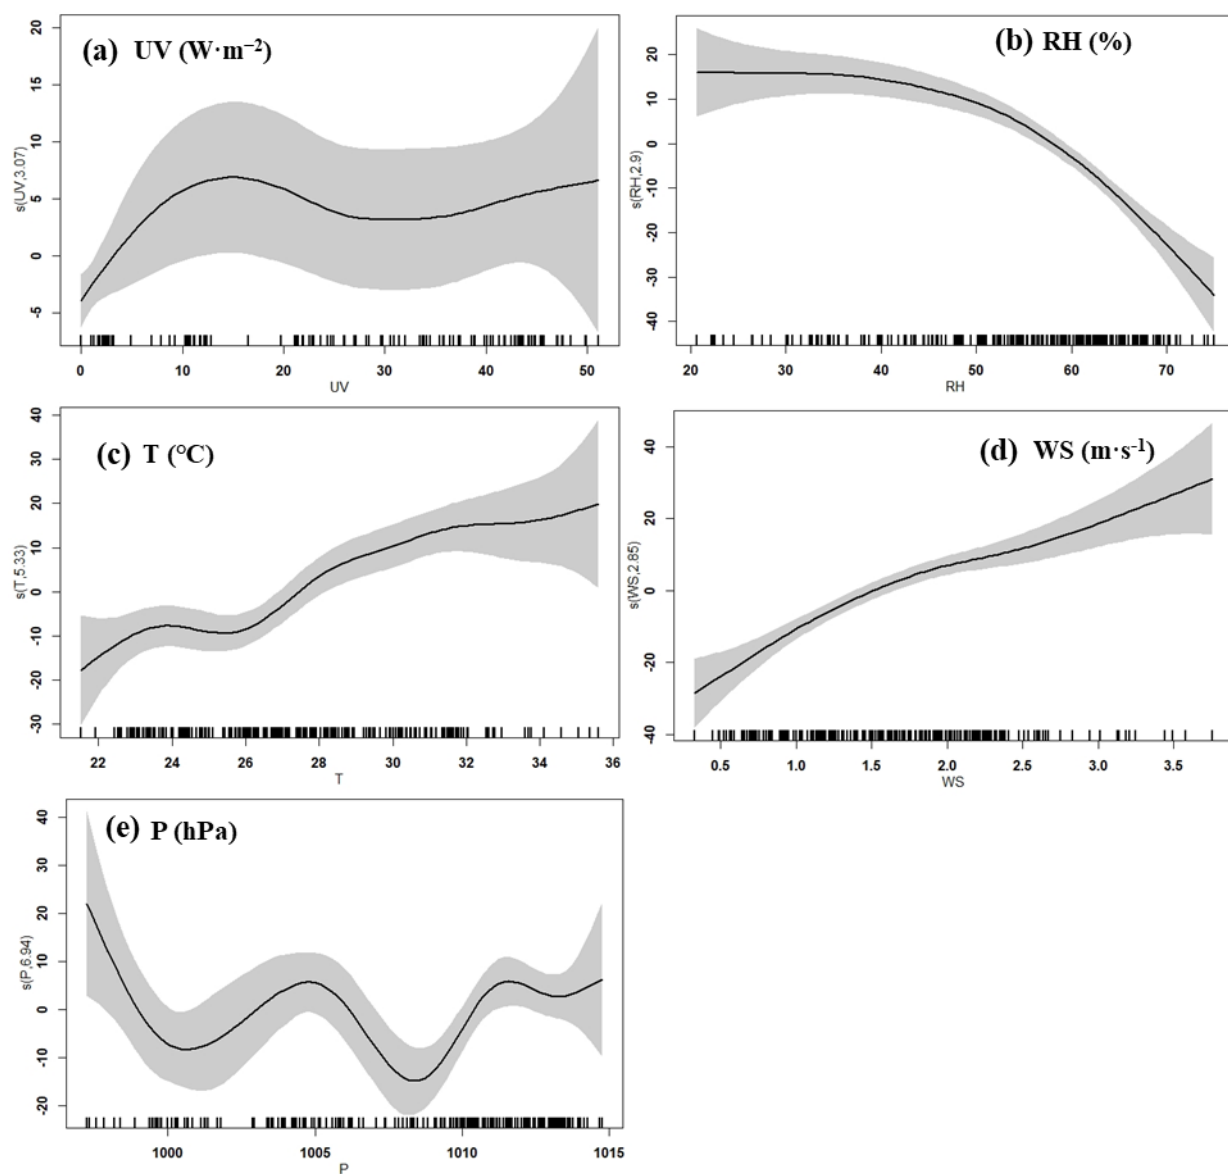 (a) UV (W·m⁻²)
s(UV,3.07)
20
15
10
5
0
-5
0 10 20 30 40 50
UV
(b) RH (%)
s(RH,2.9)
20
10
0
-10
-20
-30
-40
20 30 40 50 60 70
RH
(c) T (°C)
s(T,5.33)
40
30
20
10
0
-10
-20
-30
22 24 26 28 30 32 34 36
T
(d) WS (m·s⁻¹)
s(WS,2.85)
40
20
0
-20
-40
0.5 1.0 1.5 2.0 2.5 3.0 3.5
WS
(e) P (hPa)
s(P,6.94)
40
30
20
10
0
-10
-20
1000 1005 1010 1015
P